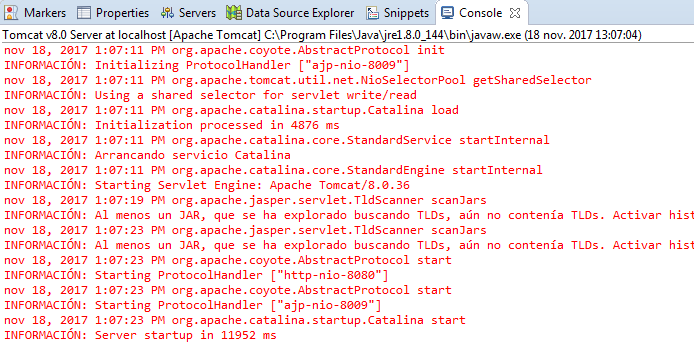 Markers Properties Servers Data Source Explorer Snippets Console
Tomcat v8.0 Server at localhost [Apache Tomcat] C:\Program Files\Java\jre1.8.0_144\bin\javaw.exe (18 nov. 2017 13:07:04)
nov 18, 2017 1:07:11 PM org.apache.coyote.AbstractProtocol init
INFORMACIÓN: Initializing ProtocolHandler ["ajp-nio-8009"]
nov 18, 2017 1:07:11 PM org.apache.tomcat.util.net.NioSelectorPool getSharedSelector
INFORMACIÓN: Using a shared selector for servlet write/read
nov 18, 2017 1:07:11 PM org.apache.catalina.startup.Catalina load
INFORMACIÓN: Initialization processed in 4876 ms
nov 18, 2017 1:07:11 PM org.apache.catalina.core.StandardService startInternal
INFORMACIÓN: Arrancando servicio Catalina
nov 18, 2017 1:07:11 PM org.apache.catalina.core.StandardEngine startInternal
INFORMACIÓN: Starting Servlet Engine: Apache Tomcat/8.0.36
nov 18, 2017 1:07:19 PM org.apache.jasper.servlet.TldScanner scanJars
INFORMACIÓN: Al menos un JAR, que se ha explorado buscando TLDs, aún no contenía TLDs. Activar hist
nov 18, 2017 1:07:23 PM org.apache.jasper.servlet.TldScanner scanJars
INFORMACIÓN: Al menos un JAR, que se ha explorado buscando TLDs, aún no contenía TLDs. Activar hist
nov 18, 2017 1:07:23 PM org.apache.coyote.AbstractProtocol start
INFORMACIÓN: Starting ProtocolHandler ["http-nio-8080"]
nov 18, 2017 1:07:23 PM org.apache.coyote.AbstractProtocol start
INFORMACIÓN: Starting ProtocolHandler ["ajp-nio-8009"]
nov 18, 2017 1:07:23 PM org.apache.catalina.startup.Catalina start
INFORMACIÓN: Server startup in 11952 ms